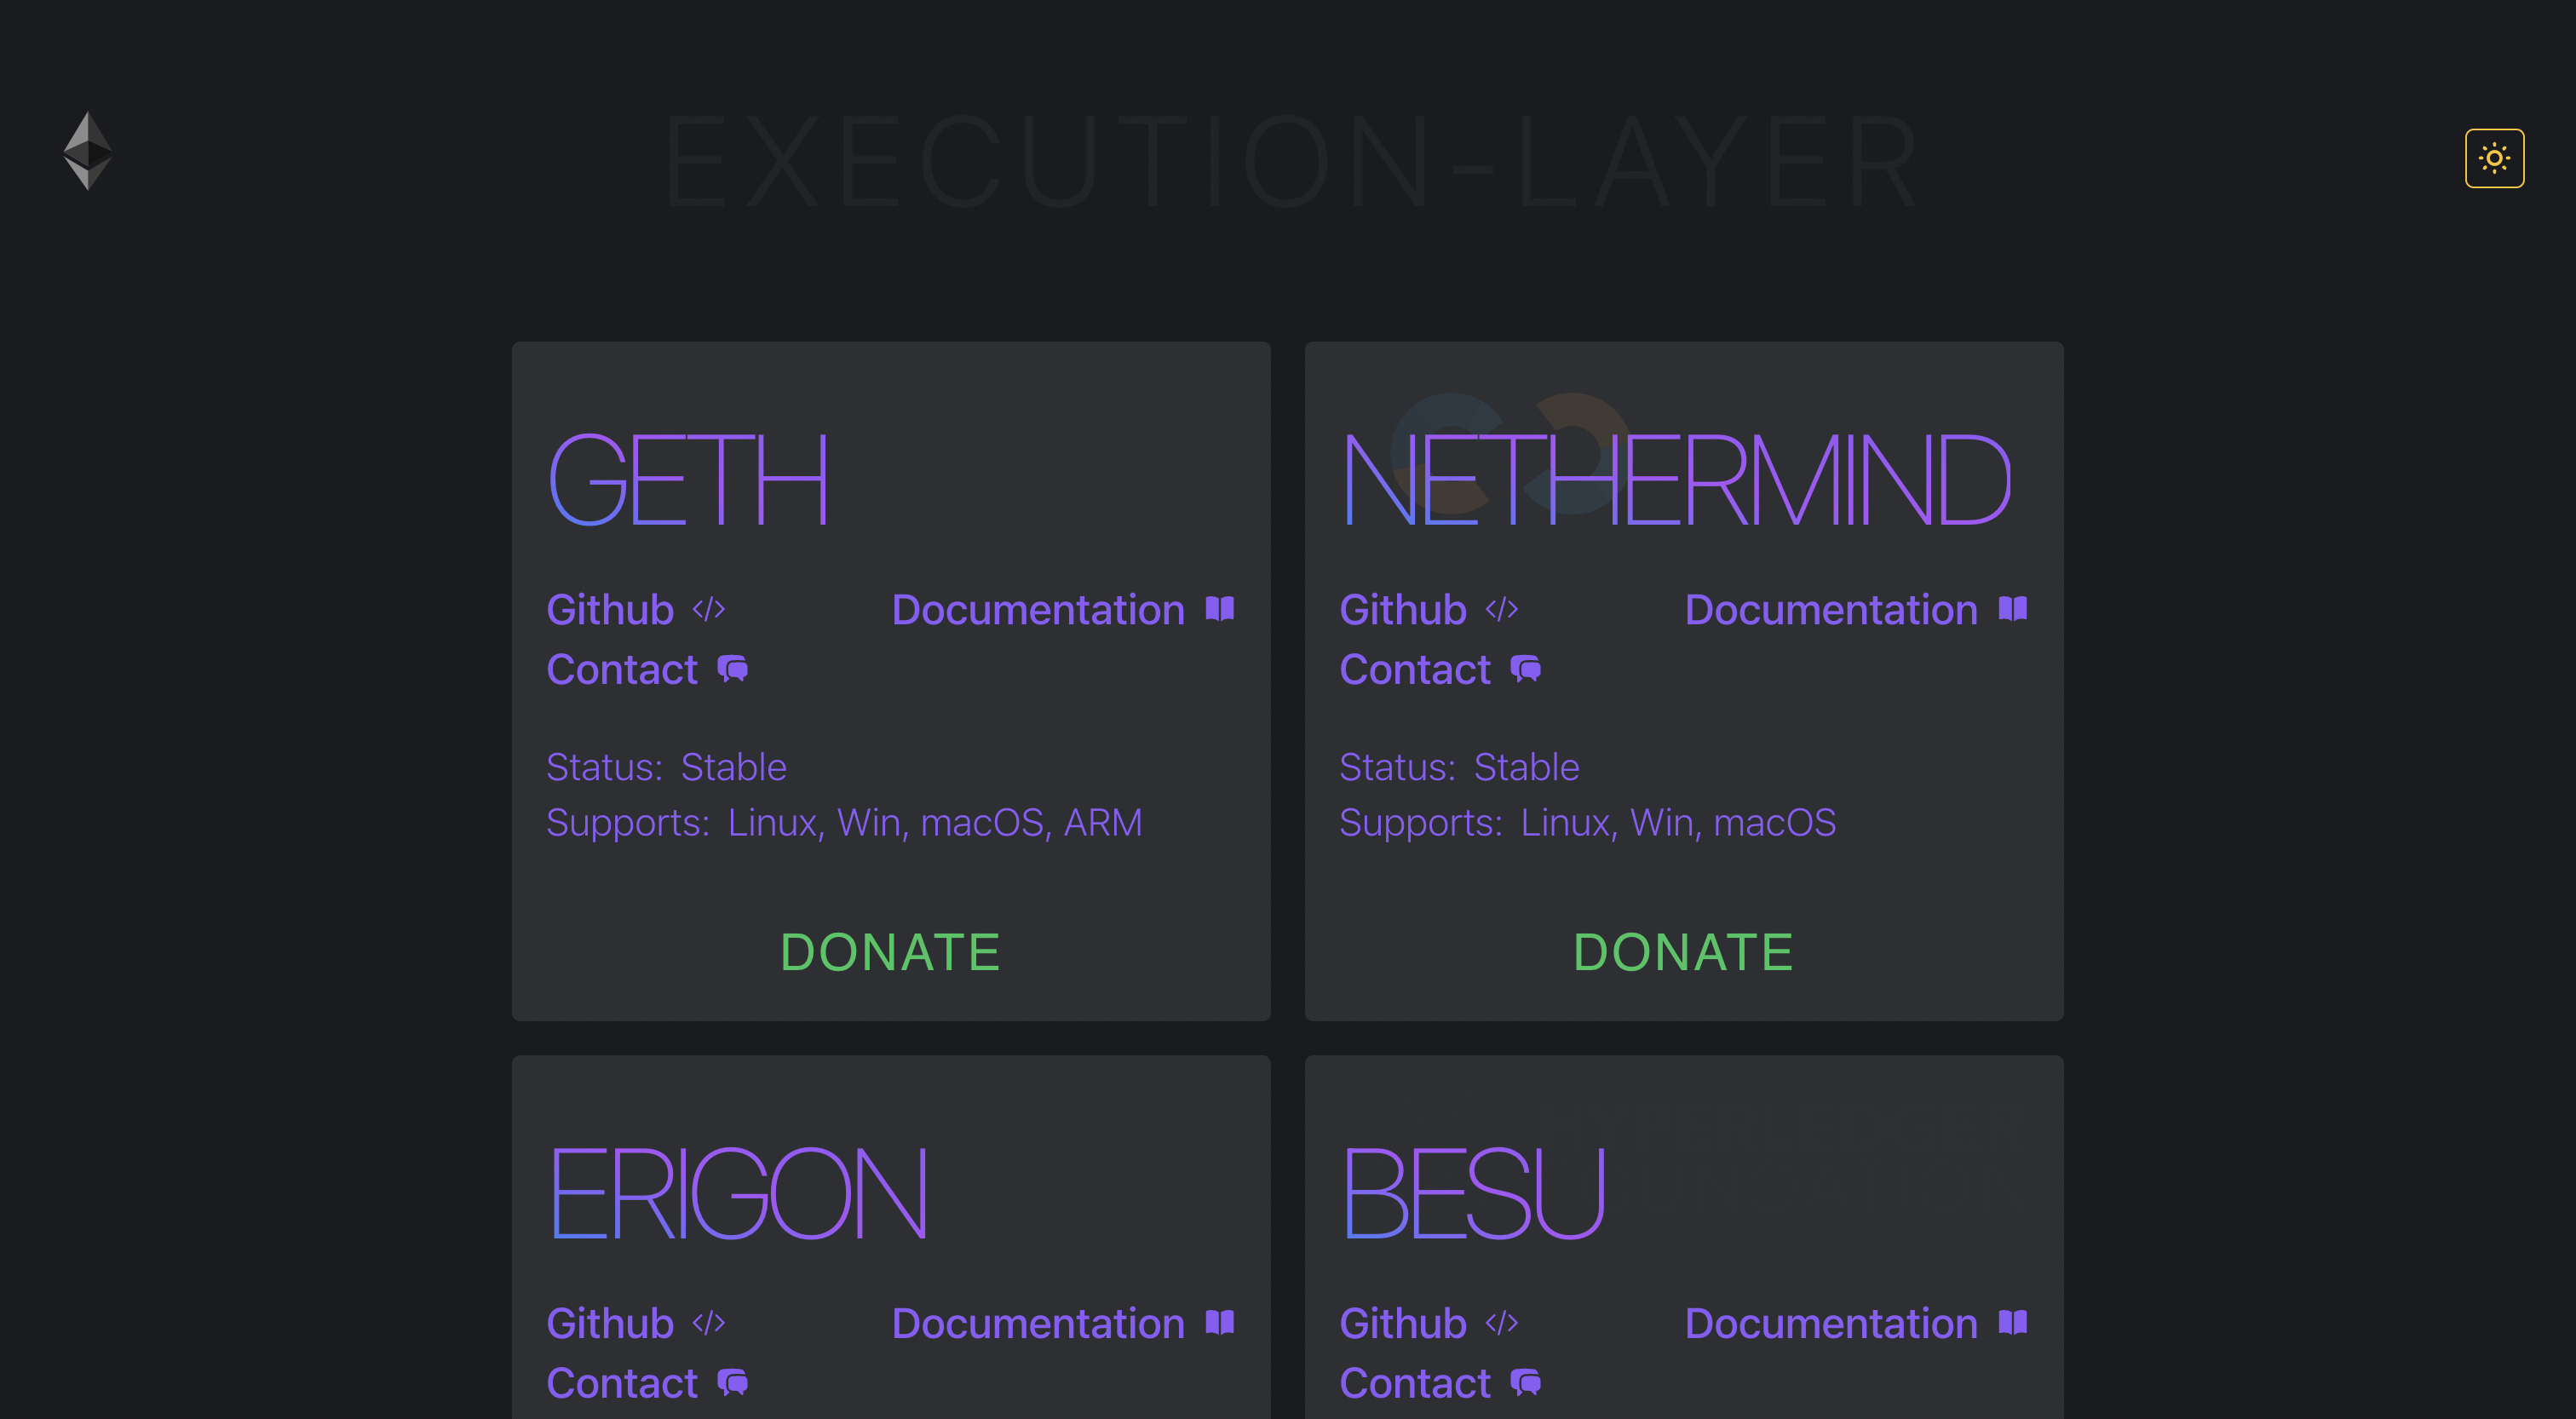 EXECUTION-LAYER
GETH
Github
Documentation
Contact
Status: Stable
Supports: Linux, Win, macOS, ARM
DONATE
NETHERMIND
Github
Documentation
Contact
Status: Stable
Supports: Linux, Win, macOS
DONATE
ERIGON
Github
Documentation
Contact
BESU
Github
Documentation
Contact